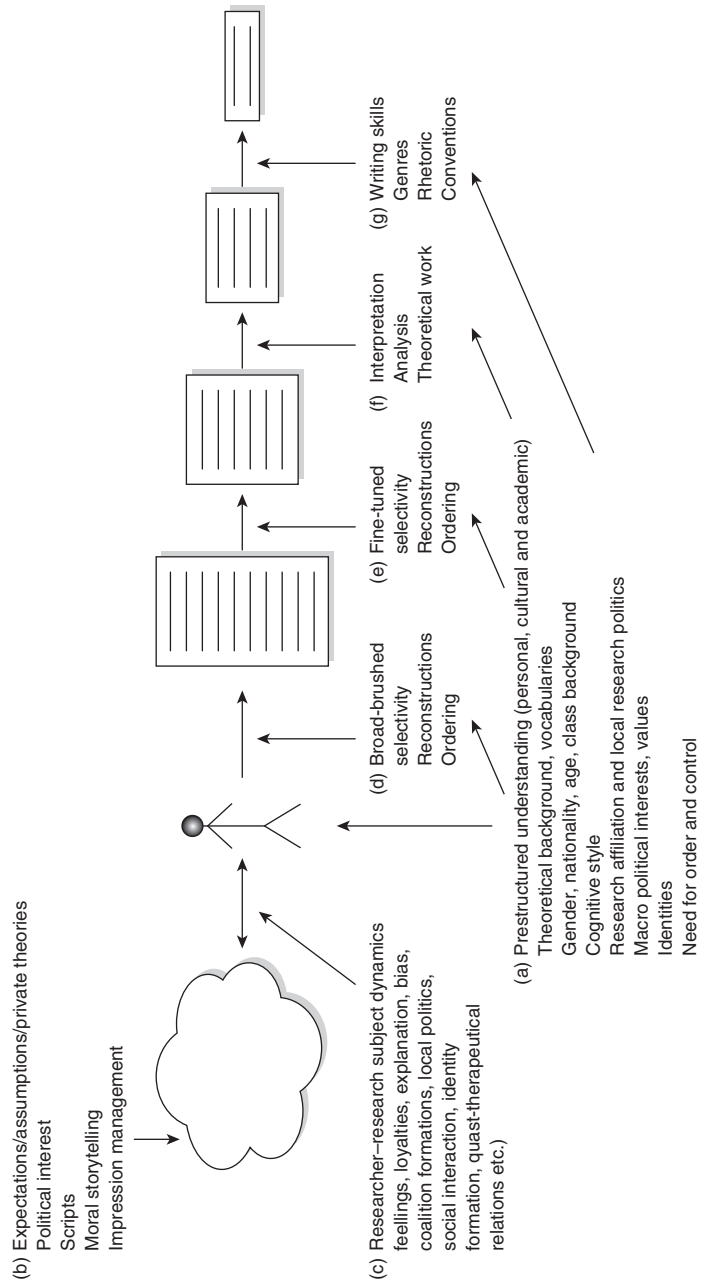 (b) Expectations/assumptions/private theories
Political interest
Scripts
Moral storytelling
Impression management
(c) Researcher–research subject dynamics
feellings, loyalties, explanation, bias,
coalition formations, local politics,
social interaction, identity
formation, quast-therapeutical
relations etc.)
(d) Broad-brushed
selectivity
Reconstructions
Ordering
(e) Fine-tuned
selectivity
Reconstructions
Ordering
(f) Interpretation
Analysis
Theoretical work
(g) Writing skills
Genres
Rhetoric
Conventions
(a) Prestructured understanding (personal, cultural and academic)
Theoretical background, vocabularies
Gender, nationality, age, class background
Cognitive style
Research affiliation and local research politics
Macro political interests, values
Identities
Need for order and control